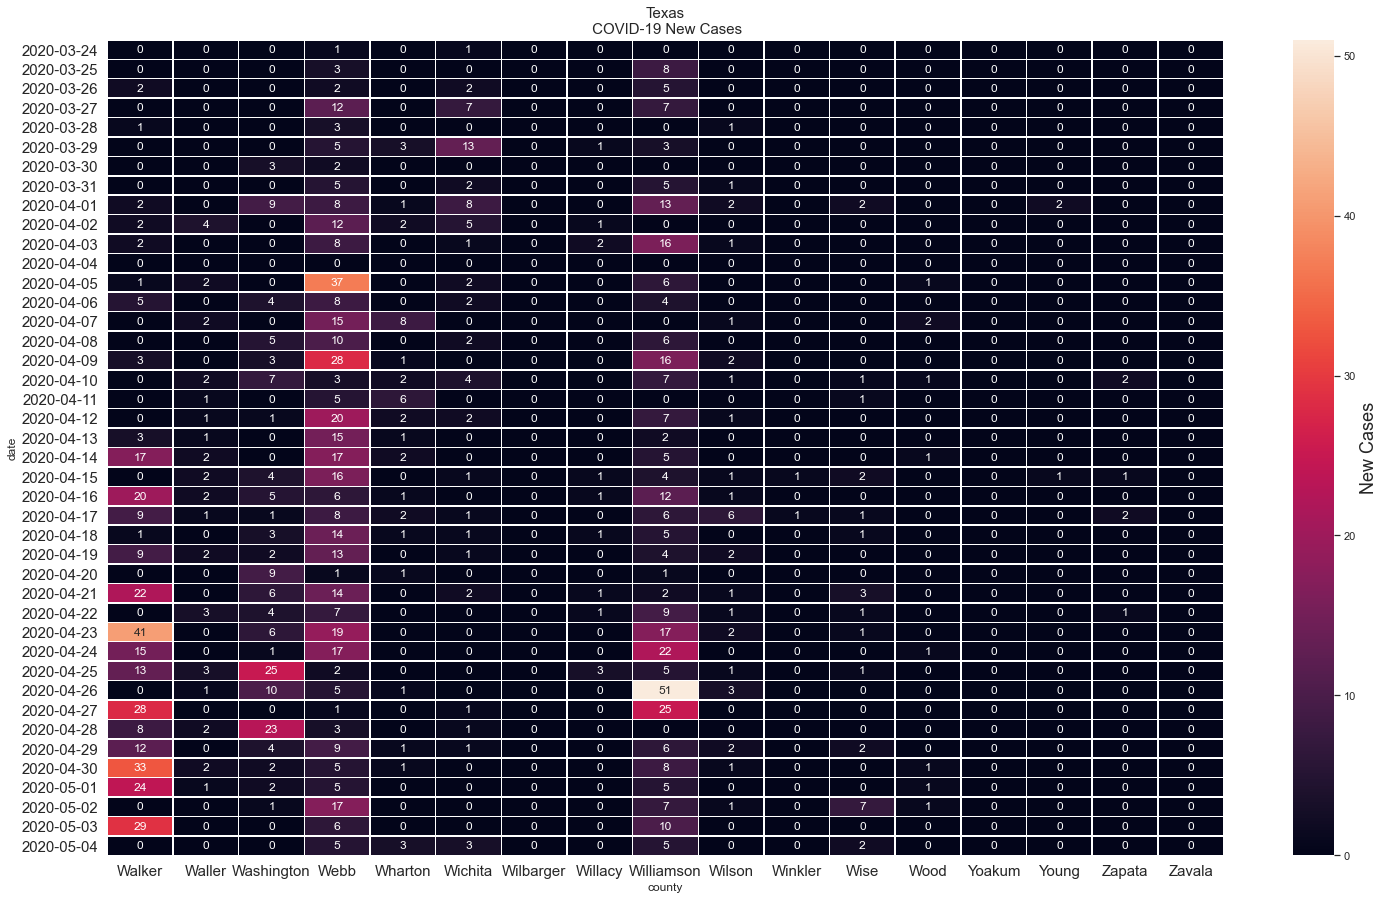 Texas
COVID-19 New Cases
2020-03-24 0 0 0 1 0 1 0 0 0 0 0 0 0 0 0 0 0
2020-03-25 0 0 0 3 0 0 0 0 8 0 0 0 0 0 0 0 0
2020-03-26 2 0 0 2 0 2 0 0 5 0 0 0 0 0 0 0 0
2020-03-27 0 0 0 12 0 7 0 0 7 0 0 0 0 0 0 0 0
2020-03-28 1 0 0 3 0 0 0 0 0 1 0 0 0 0 0 0 0
2020-03-29 0 0 0 5 3 13 0 1 3 0 0 0 0 0 0 0 0
2020-03-30 0 0 3 2 0 0 0 0 0 0 0 0 0 0 0 0 0
2020-03-31 0 0 0 5 0 2 0 0 5 1 0 0 0 0 0 0 0
2020-04-01 2 0 9 8 1 8 0 0 13 2 0 2 0 0 2 0 0
2020-04-02 2 4 0 12 2 5 0 1 0 0 0 0 0 0 0 0 0
2020-04-03 2 0 0 8 0 1 0 2 16 1 0 0 0 0 0 0 0
2020-04-04 0 0 0 0 0 0 0 0 0 0 0 0 0 0 0 0 0
2020-04-05 1 2 0 37 0 2 0 0 6 0 0 0 1 0 0 0 0
2020-04-06 5 0 4 8 0 2 0 0 4 0 0 0 0 0 0 0 0
2020-04-07 0 2 0 15 8 0 0 0 0 1 0 0 2 0 0 0 0
2020-04-08 0 0 5 10 0 2 0 0 6 0 0 0 0 0 0 0 0
2020-04-09 3 0 3 28 1 0 0 0 16 2 0 0 0 0 0 0 0
2020-04-10 0 2 7 3 2 4 0 0 7 1 0 1 1 0 0 2 0
2020-04-11 0 1 0 5 6 0 0 0 0 0 0 1 0 0 0 0 0
2020-04-12 0 1 1 20 2 2 0 0 7 1 0 0 0 0 0 0 0
2020-04-13 3 1 0 15 1 0 0 0 2 0 0 0 0 0 0 0 0
2020-04-14 17 2 0 17 2 0 0 0 5 0 0 0 1 0 0 0 0
2020-04-15 0 2 4 16 0 1 0 1 4 1 1 2 0 0 1 1 0
2020-04-16 20 2 5 6 1 0 0 1 12 1 0 0 0 0 0 0 0
2020-04-17 9 1 1 8 2 1 0 0 6 6 1 1 0 0 0 2 0
2020-04-18 1 0 3 14 1 1 0 1 5 0 0 1 0 0 0 0 0
2020-04-19 9 2 2 13 0 1 0 0 4 2 0 0 0 0 0 0 0
2020-04-20 0 0 9 1 1 0 0 0 1 0 0 0 0 0 0 0 0
2020-04-21 22 0 6 14 0 2 0 1 2 1 0 3 0 0 0 0 0
2020-04-22 0 3 4 7 0 0 0 1 9 1 0 1 0 0 0 1 0
2020-04-23 41 0 6 19 0 0 0 0 17 2 0 1 0 0 0 0 0
2020-04-24 15 0 1 17 0 0 0 0 22 0 0 0 1 0 0 0 0
2020-04-25 13 3 25 2 0 0 0 3 5 1 0 1 0 0 0 0 0
2020-04-26 0 1 10 5 1 0 0 0 51 3 0 0 0 0 0 0 0
2020-04-27 28 0 0 1 0 1 0 0 25 0 0 0 0 0 0 0 0
2020-04-28 8 2 23 3 0 1 0 0 0 0 0 0 0 0 0 0 0
2020-04-29 12 0 4 9 1 1 0 0 6 2 0 2 0 0 0 0 0
2020-04-30 33 2 2 5 1 0 0 0 8 1 0 0 1 0 0 0 0
2020-05-01 24 1 2 5 0 0 0 0 5 0 0 0 1 0 0 0 0
2020-05-02 0 0 1 17 0 0 0 0 7 1 0 7 1 0 0 0 0
2020-05-03 29 0 0 6 0 0 0 0 10 0 0 0 0 0 0 0 0
2020-05-04 0 0 0 5 3 3 0 0 5 0 0 2 0 0 0 0 0
Walker Waller Washington Webb Wharton Wichita Wilbarger Willacy Williamson Wilson Winkler Wise Wood Yoakum Young Zapata Zavala
county
date
50
40
30
20
10
0
New Cases